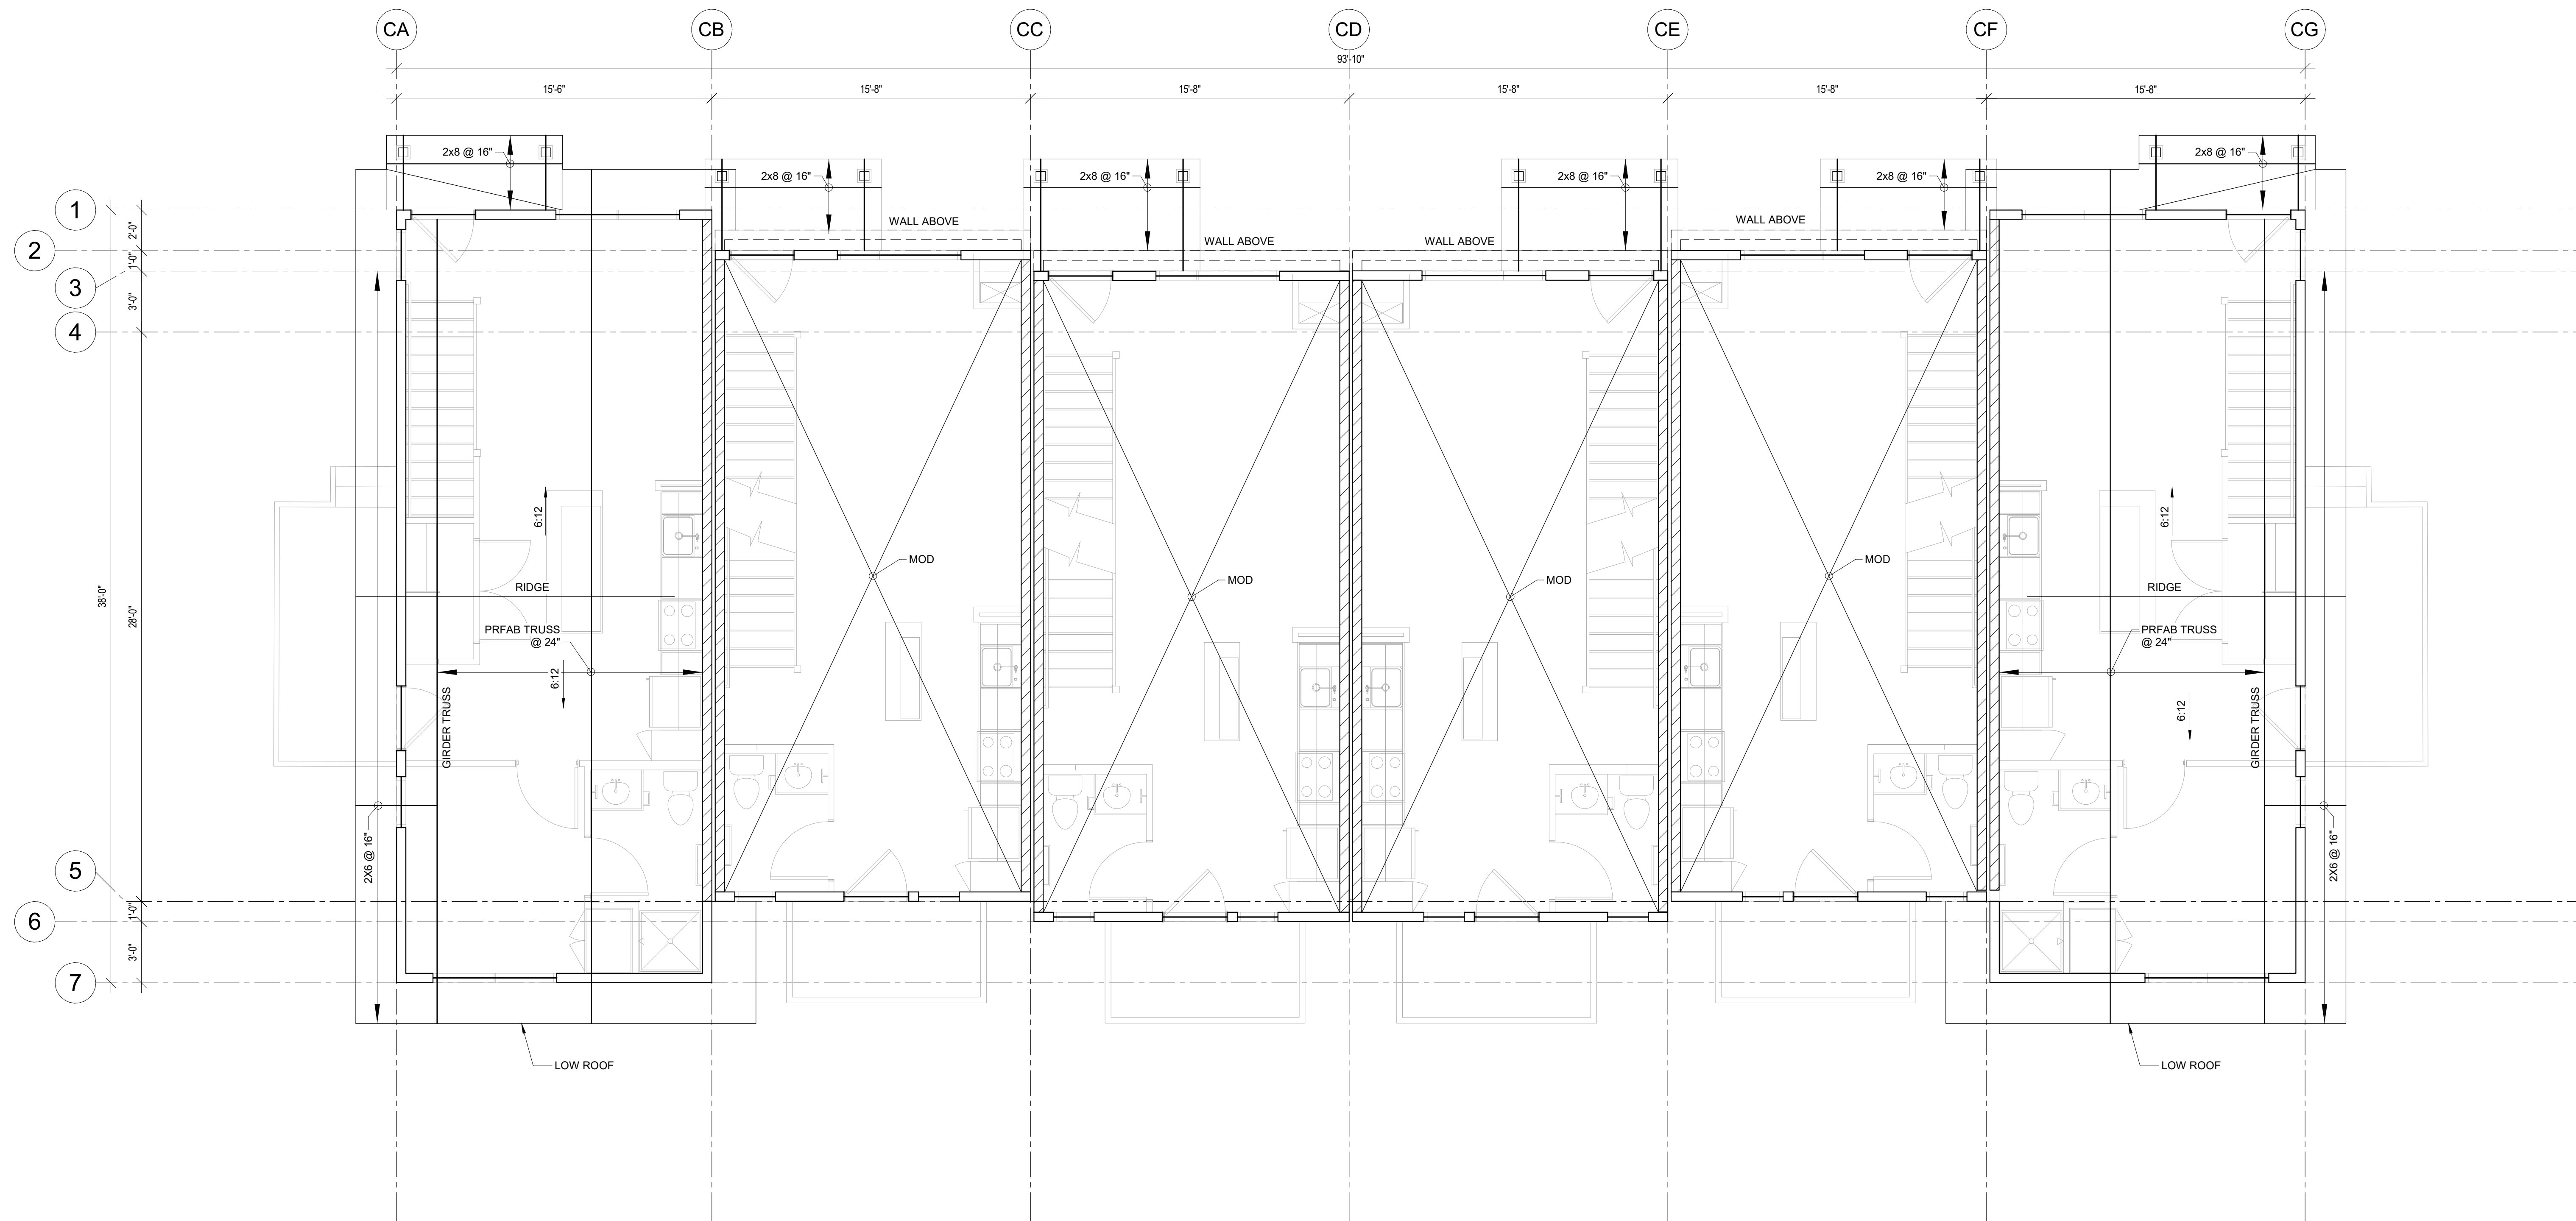 CA
CB
CC
CD
CE
CF
CG
93'-10"
15'-6"
15'-8"
15'-8"
15'-8"
15'-8"
15'-8"
2x8 @ 16"
2x8 @ 16"
2x8 @ 16"
2x8 @ 16"
2x8 @ 16"
2x8 @ 16"
1
2
3
4
5
6
7
2'-0"
1'-0"
3'-0"
38'-0"
28'-0"
1'-0"
3'-0"
WALL ABOVE
WALL ABOVE
WALL ABOVE
WALL ABOVE
6:12
RIDGE
PRFAB TRUSS
@ 24"
6:12
GIRDER TRUSS
2X6 @ 16"
LOW ROOF
MOD
MOD
MOD
MOD
6:12
RIDGE
PRFAB TRUSS
@ 24"
6:12
GIRDER TRUSS
2X6 @ 16"
LOW ROOF